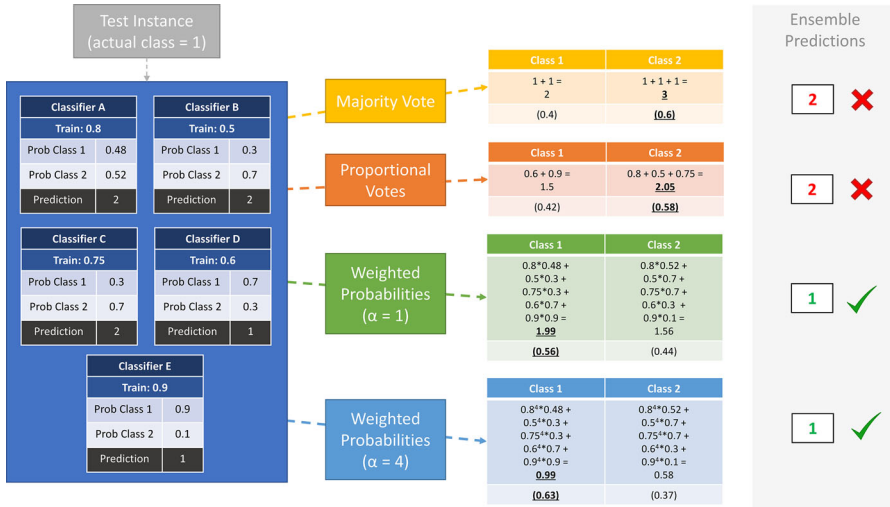 Test Instance
(actual class = 1)
Classifier A
Train: 0.8
Prob Class 1 0.48
Prob Class 2 0.52
Prediction 2
Classifier B
Train: 0.5
Prob Class 1 0.3
Prob Class 2 0.7
Prediction 2
Classifier C
Train: 0.75
Prob Class 1 0.3
Prob Class 2 0.7
Prediction 2
Classifier D
Train: 0.6
Prob Class 1 0.7
Prob Class 2 0.3
Prediction 1
Classifier E
Train: 0.9
Prob Class 1 0.9
Prob Class 2 0.1
Prediction 1
Majority Vote
Class 1 Class 2
1 + 1 = 1 + 1 + 1 =
2 3
(0.4) (0.6)
Proportional
Votes
Class 1 Class 2
0.6 + 0.9 = 0.8 + 0.5 + 0.75 =
1.5 2.05
(0.42) (0.58)
Weighted
Probabilities
(α = 1)
Class 1 Class 2
0.8*0.48 + 0.8*0.52 +
0.5*0.3 + 0.5*0.7 +
0.75*0.3 + 0.75*0.7 +
0.6*0.7 + 0.6*0.3 +
0.9*0.9 = 0.9*0.1 =
1.99 1.56
(0.56) (0.44)
Weighted
Probabilities
(α = 4)
Class 1 Class 2
0.8⁴*0.48 + 0.8⁴*0.52 +
0.5⁴*0.3 + 0.5⁴*0.7 +
0.75⁴*0.3 + 0.75⁴*0.7 +
0.6⁴*0.7 + 0.6⁴*0.3 +
0.9⁴*0.9 = 0.9⁴*0.1 =
0.99 0.58
(0.63) (0.37)
Ensemble
Predictions
2
2
1
1